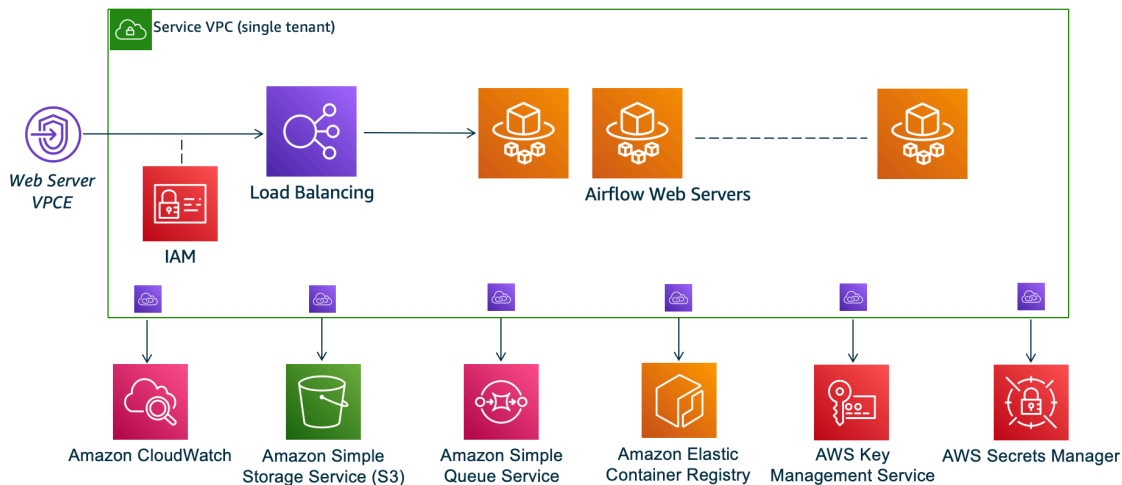 Service VPC (single tenant)
Web Server
VPCE
Load Balancing
Airflow Web Servers
IAM
Amazon CloudWatch
Amazon Simple
Storage Service (S3)
Amazon Simple
Queue Service
Amazon Elastic
Container Registry
AWS Key
Management Service
AWS Secrets Manager